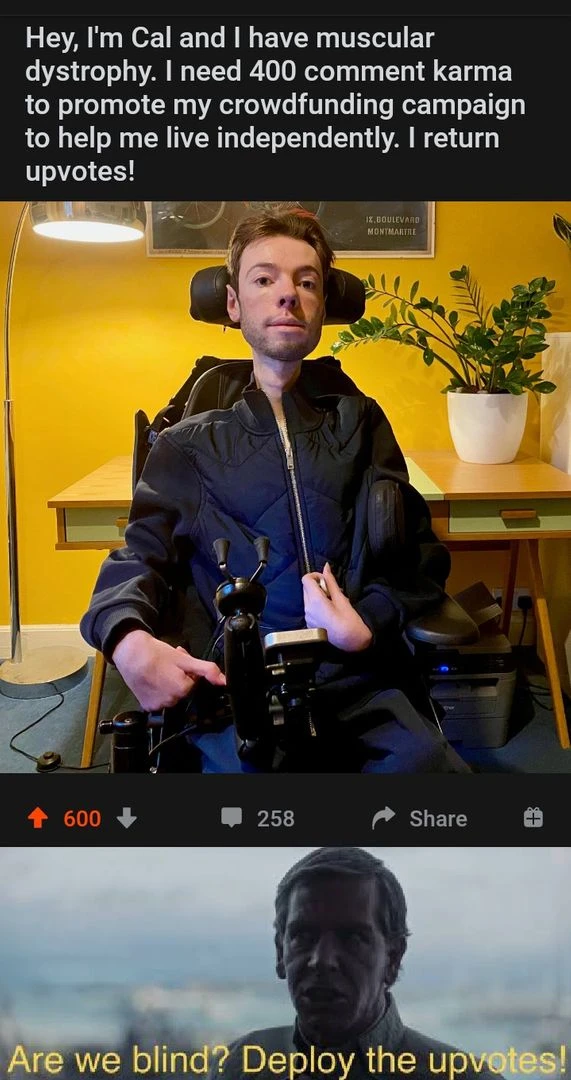 Hey, I'm Cal and I have muscular
dystrophy. I need 400 comment karma
to promote my crowdfunding campaign
to help me live independently. I return
upvotes!
12, BOULEVARD
MONTMARTRE
600
258
Share
Are we blind? Deploy the upvotes!